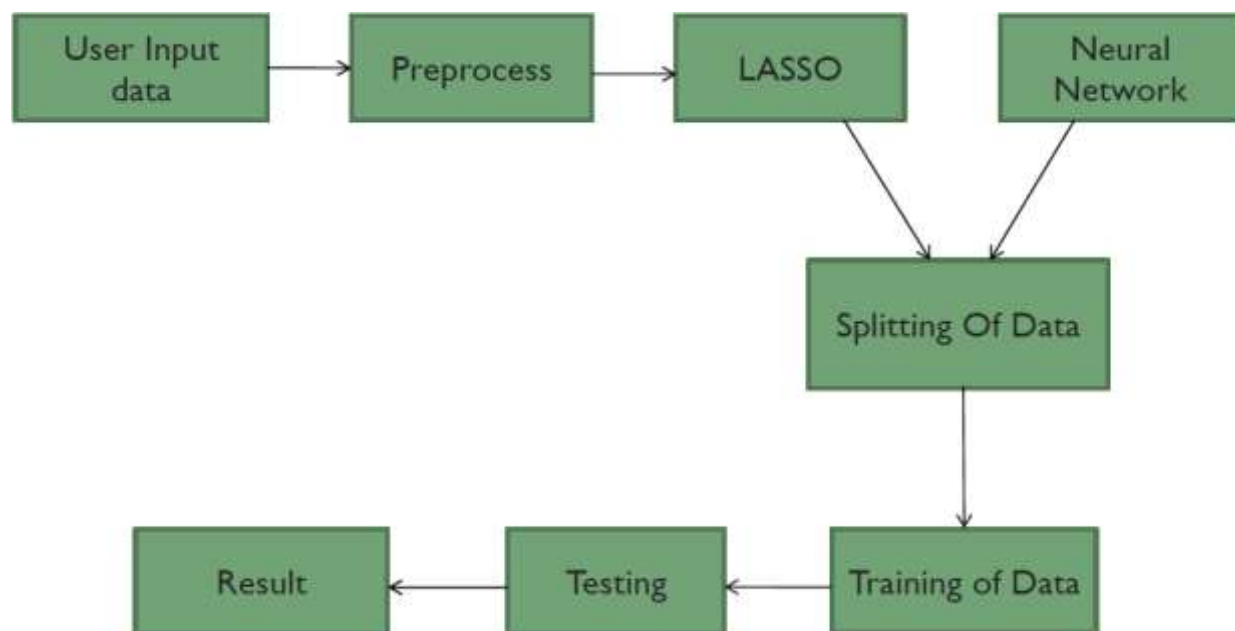 User Input
data
Preprocess
LASSO
Neural
Network
Splitting Of Data
Result
Testing
Training of Data